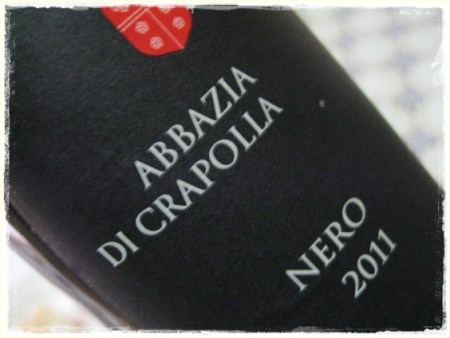 ABBAZIA
DI CRAPOLLA
NERO
2011